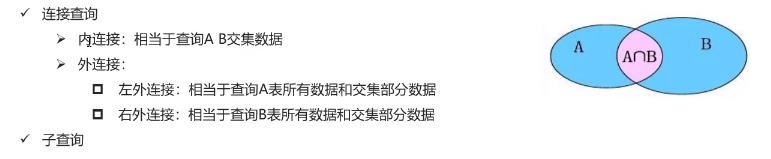 连接查询
内连接：相当于查询A B交集数据
外连接：
左外连接：相当于查询A表所有数据和交集部分数据
右外连接：相当于查询B表所有数据和交集部分数据
子查询
A
A∩B
B